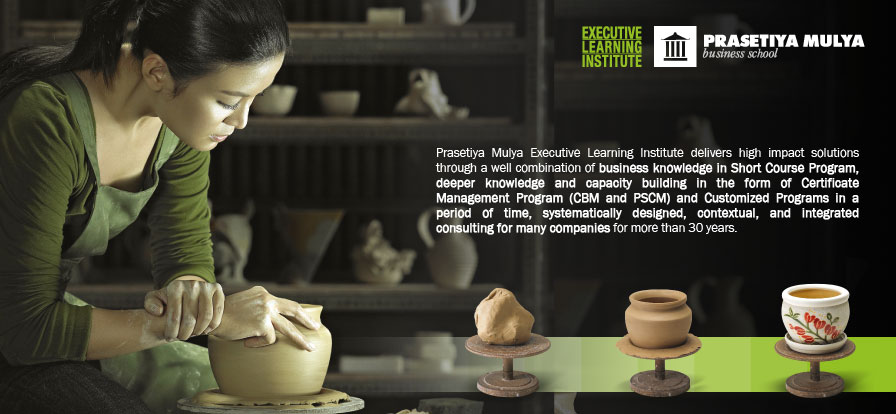 EXECUTIVE
LEARNING
INSTITUTE
PRASETIYA MULYA
business school
Prasetiya Mulya Executive Learning Institute delivers high impact solutions
through a well combination of business knowledge in Short Course Program,
deeper knowledge and capacity building in the form of Certificate
Management Program (CBM and PSCM) and Customized Programs in a
period of time, systematically designed, contextual, and integrated
consulting for many companies for more than 30 years.